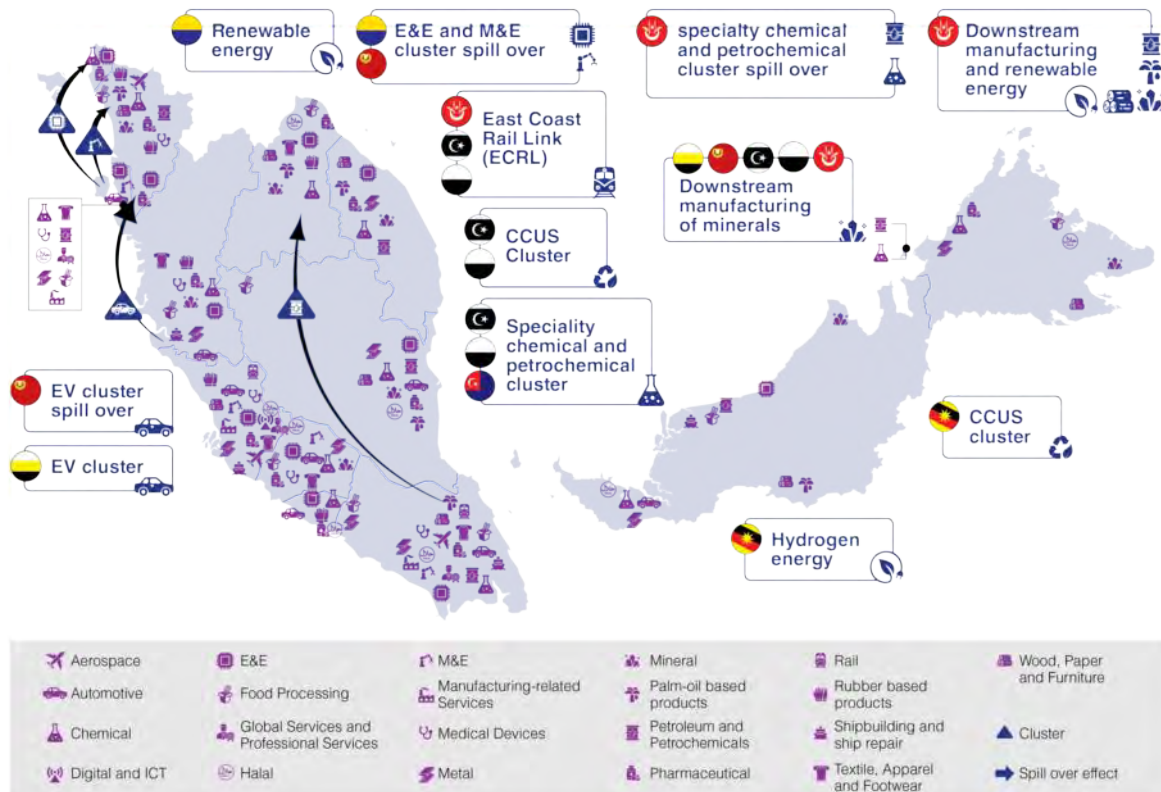 Renewable
energy
E&E and M&E
cluster spill over
specialty chemical
and petrochemical
cluster spill over
Downstream
manufacturing
and renewable
energy
East Coast
Rail Link
(ECRL)
Downstream
manufacturing
of minerals
CCUS
Cluster
Speciality
chemical and
petrochemical
cluster
EV cluster
spill over
EV cluster
CCUS
cluster
Hydrogen
energy
Aerospace
Automotive
Chemical
Digital and ICT
E&E
Food Processing
Global Services and
Professional Services
Halal
M&E
Manufacturing-related
Services
Medical Devices
Metal
Mineral
Palm-oil based
products
Petroleum and
Petrochemicals
Pharmaceutical
Rail
Rubber based
products
Shipbuilding and
ship repair
Textile, Apparel
and Footwear
Wood, Paper
and Furniture
Cluster
Spill over effect